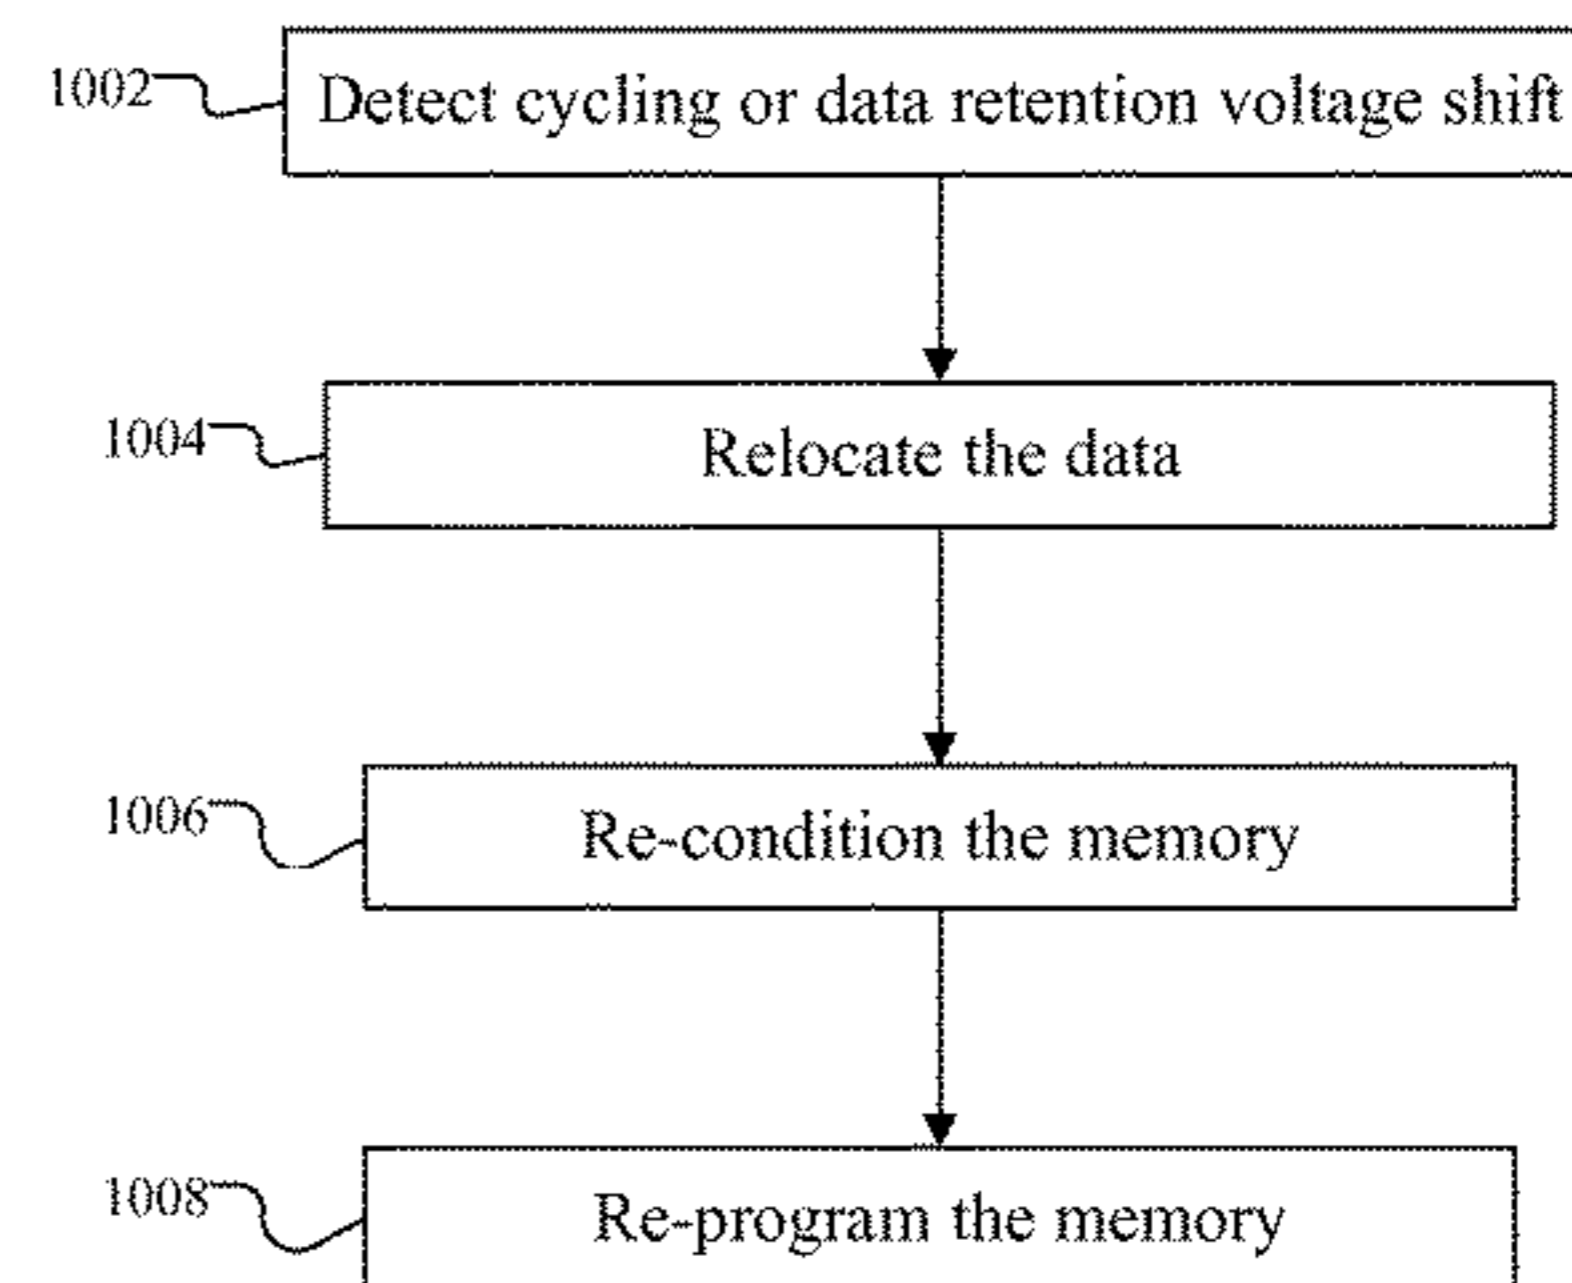 1002 Detect cycling or data retention voltage shift
1004 Relocate the data
1006 Re-condition the memory
1008 Re-program the memory